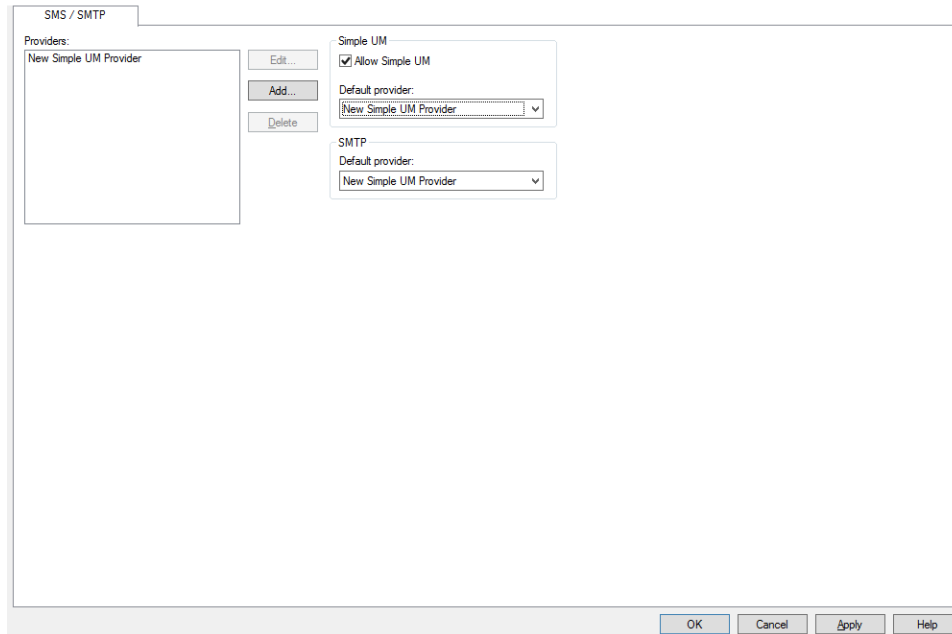 SMS / SMTP
Providers:
New Simple UM Provider
Edit...
Add...
Delete
Simple UM
Allow Simple UM
Default provider:
New Simple UM Provider
SMTP
Default provider:
New Simple UM Provider
OK
Cancel
Apply
Help